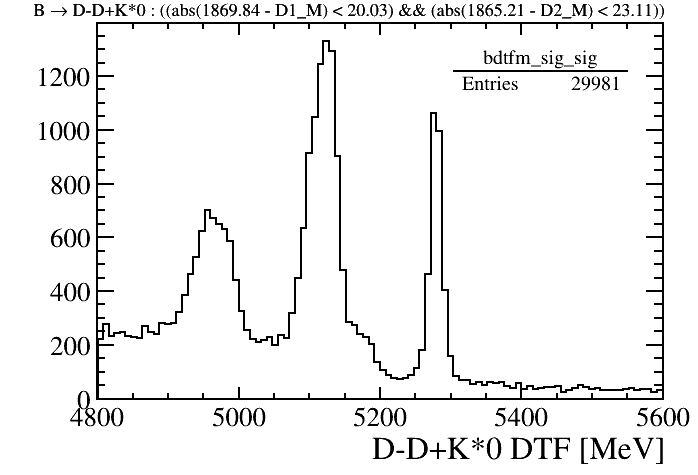 B → D-D+K*0 : ((abs(1869.84 - D1_M) < 20.03) && (abs(1865.21 - D2_M) < 23.11))
bdtfm_sig_sig
Entries 29981
1200
1000
800
600
400
200
0
4800 5000 5200 5400 5600
D-D+K*0 DTF [MeV]